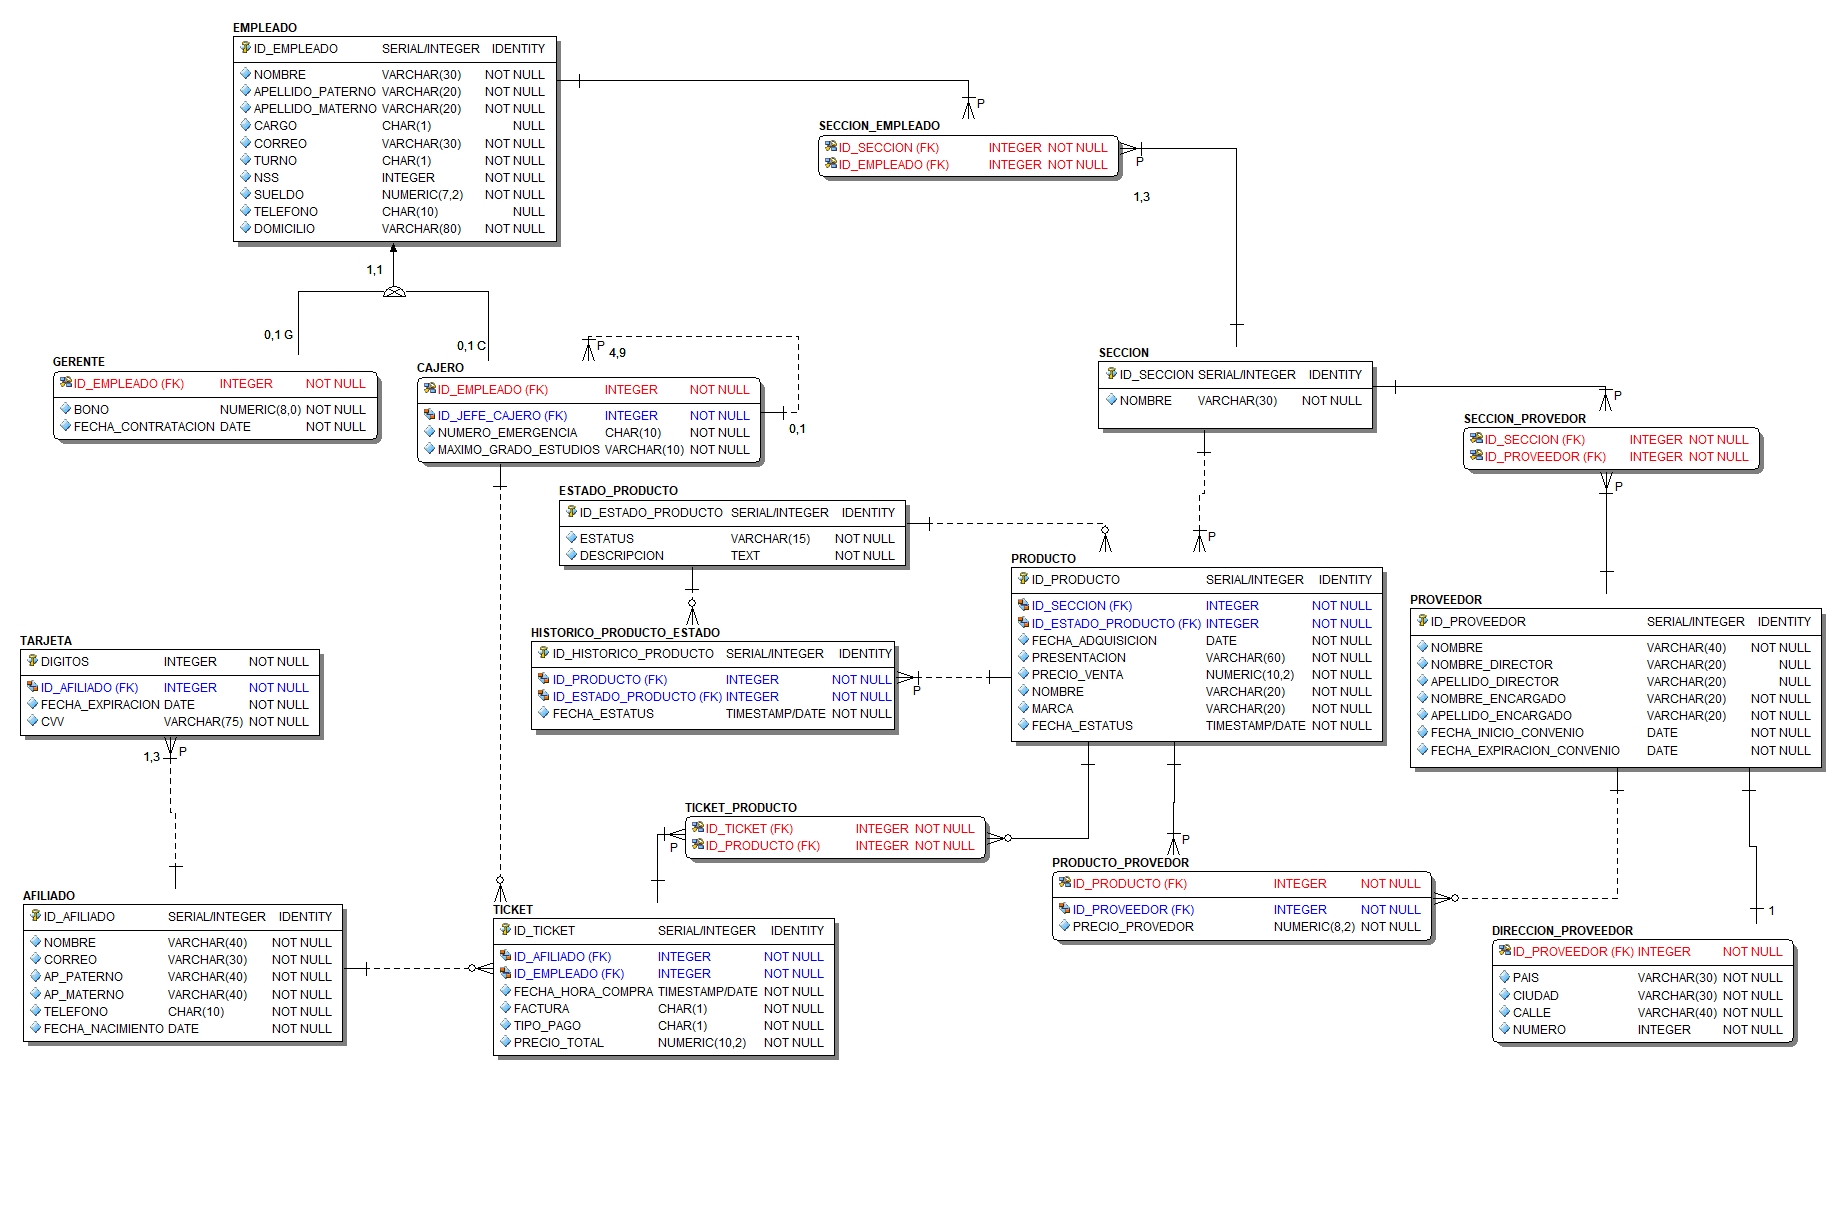 EMPLEADO
ID_EMPLEADO SERIAL/INTEGER IDENTITY
NOMBRE VARCHAR(30) NOT NULL
APELLIDO_PATERNO VARCHAR(20) NOT NULL
APELLIDO_MATERNO VARCHAR(20) NOT NULL
CARGO CHAR(1) NULL
CORREO VARCHAR(30) NOT NULL
TURNO CHAR(1) NOT NULL
NSS INTEGER NOT NULL
SUELDO NUMERIC(7,2) NOT NULL
TELEFONO CHAR(10) NULL
DOMICILIO VARCHAR(80) NOT NULL
P
SECCION_EMPLEADO
ID_SECCION (FK) INTEGER NOT NULL
ID_EMPLEADO (FK) INTEGER NOT NULL
P
1,3
1,1
0,1 G
0,1 C
P
4,9
GERENTE
ID_EMPLEADO (FK) INTEGER NOT NULL
BONO NUMERIC(8,0) NOT NULL
FECHA_CONTRATACION DATE NOT NULL
CAJERO
ID_EMPLEADO (FK) INTEGER NOT NULL
ID_JEFE_CAJERO (FK) INTEGER NOT NULL
NUMERO_EMERGENCIA CHAR(10) NOT NULL
MAXIMO_GRADO_ESTUDIOS VARCHAR(10) NOT NULL
0,1
SECCION
ID_SECCION SERIAL/INTEGER IDENTITY
NOMBRE VARCHAR(30) NOT NULL
P
SECCION_PROVEDOR
ID_SECCION (FK) INTEGER NOT NULL
ID_PROVEEDOR (FK) INTEGER NOT NULL
P
ESTADO_PRODUCTO
ID_ESTADO_PRODUCTO SERIAL/INTEGER IDENTITY
ESTATUS VARCHAR(15) NOT NULL
DESCRIPCION TEXT NOT NULL
P
PRODUCTO
ID_PRODUCTO SERIAL/INTEGER IDENTITY
ID_SECCION (FK) INTEGER NOT NULL
ID_ESTADO_PRODUCTO (FK) INTEGER NOT NULL
FECHA_ADQUISICION DATE NOT NULL
PRESENTACION VARCHAR(60) NOT NULL
PRECIO_VENTA NUMERIC(10,2) NOT NULL
NOMBRE VARCHAR(20) NOT NULL
MARCA VARCHAR(20) NOT NULL
FECHA_ESTATUS TIMESTAMP/DATE NOT NULL
PROVEEDOR
ID_PROVEEDOR SERIAL/INTEGER IDENTITY
NOMBRE VARCHAR(40) NOT NULL
NOMBRE_DIRECTOR VARCHAR(20) NULL
APELLIDO_DIRECTOR VARCHAR(20) NULL
NOMBRE_ENCARGADO VARCHAR(20) NOT NULL
APELLIDO_ENCARGADO VARCHAR(20) NOT NULL
FECHA_INICIO_CONVENIO DATE NOT NULL
FECHA_EXPIRACION_CONVENIO DATE NOT NULL
HISTORICO_PRODUCTO_ESTADO
ID_HISTORICO_PRODUCTO SERIAL/INTEGER IDENTITY
ID_PRODUCTO (FK) INTEGER NOT NULL
ID_ESTADO_PRODUCTO (FK) INTEGER NOT NULL
FECHA_ESTATUS TIMESTAMP/DATE NOT NULL
P
TARJETA
DIGITOS INTEGER NOT NULL
ID_AFILIADO (FK) INTEGER NOT NULL
FECHA_EXPIRACION DATE NOT NULL
CVV VARCHAR(75) NOT NULL
1,3 P
TICKET_PRODUCTO
ID_TICKET (FK) INTEGER NOT NULL
ID_PRODUCTO (FK) INTEGER NOT NULL
P
P
PRODUCTO_PROVEDOR
ID_PRODUCTO (FK) INTEGER NOT NULL
ID_PROVEEDOR (FK) INTEGER NOT NULL
PRECIO_PROVEDOR NUMERIC(8,2) NOT NULL
AFILIADO
ID_AFILIADO SERIAL/INTEGER IDENTITY
NOMBRE VARCHAR(40) NOT NULL
CORREO VARCHAR(30) NOT NULL
AP_PATERNO VARCHAR(40) NOT NULL
AP_MATERNO VARCHAR(40) NOT NULL
TELEFONO CHAR(10) NOT NULL
FECHA_NACIMIENTO DATE NOT NULL
TICKET
ID_TICKET SERIAL/INTEGER IDENTITY
ID_AFILIADO (FK) INTEGER NOT NULL
ID_EMPLEADO (FK) INTEGER NOT NULL
FECHA_HORA_COMPRA TIMESTAMP/DATE NOT NULL
FACTURA CHAR(1) NOT NULL
TIPO_PAGO CHAR(1) NOT NULL
PRECIO_TOTAL NUMERIC(10,2) NOT NULL
1
DIRECCION_PROVEEDOR
ID_PROVEEDOR (FK) INTEGER NOT NULL
PAIS VARCHAR(30) NOT NULL
CIUDAD VARCHAR(30) NOT NULL
CALLE VARCHAR(40) NOT NULL
NUMERO INTEGER NOT NULL